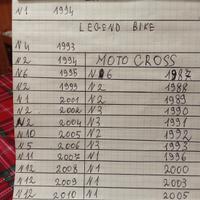 N1 1994
LEGEND BIKE
N4 1993
N2 1994 MOTO CROSS
N6 1995 N6 1987
N2 1999 N2 1988
N1 2001 N2 1989
N2 2002 N3 1990
N2 2004 N3 1991
N10 2005 N2 1992
N5 2006 N3 1993
N11 2007 N1 1996
N12 2008 N1 2000
N12 2009 N1 2003
N12 2010 N1 2005